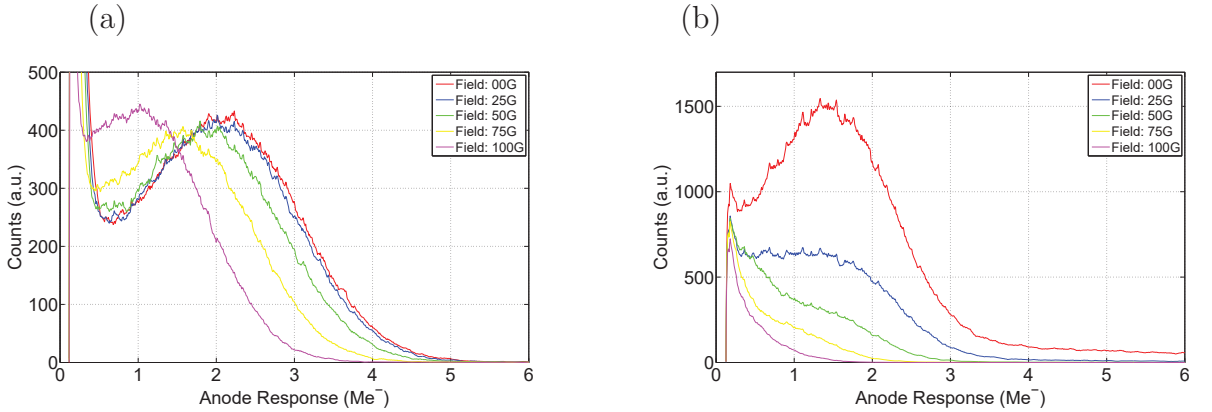 (a)
(b)
500
400
300
200
100
0
Counts (a.u.)
0 1 2 3 4 5 6
Anode Response (Me⁻)
Field: 00G
Field: 25G
Field: 50G
Field: 75G
Field: 100G
1500
1000
500
0
Counts (a.u.)
0 1 2 3 4 5 6
Anode Response (Me⁻)
Field: 00G
Field: 25G
Field: 50G
Field: 75G
Field: 100G